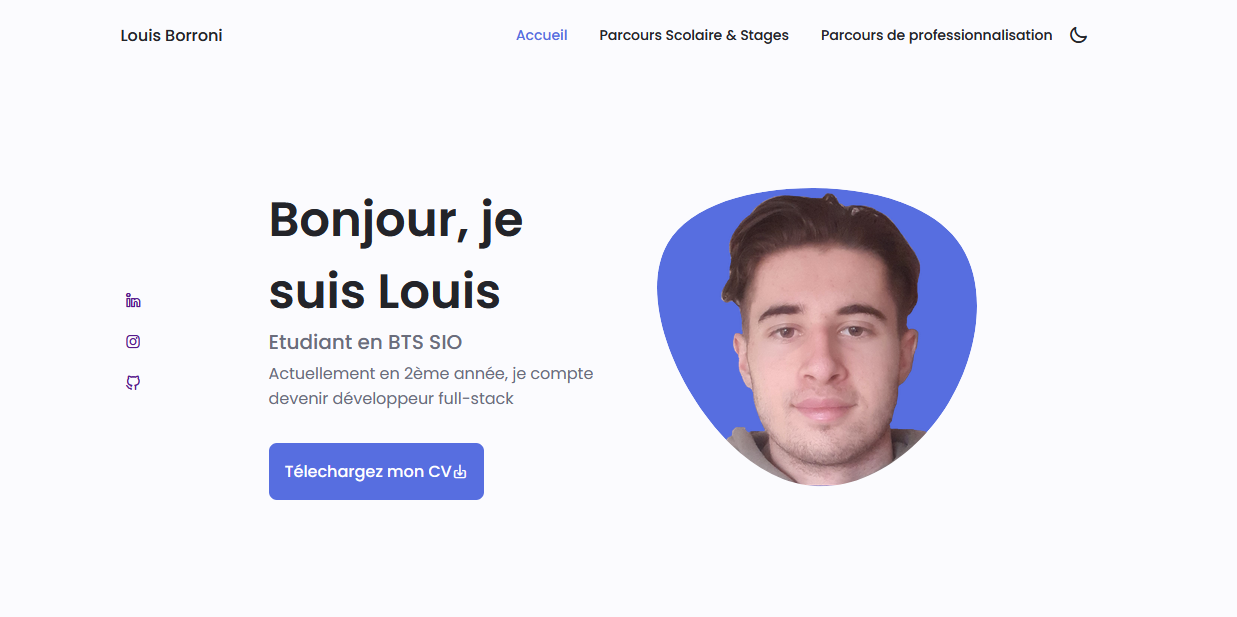 Louis Borroni
Accueil
Parcours Scolaire & Stages
Parcours de professionnalisation
Bonjour, je
suis Louis
Etudiant en BTS SIO
Actuellement en 2ème année, je compte
devenir développeur full-stack
Télechargez mon CV